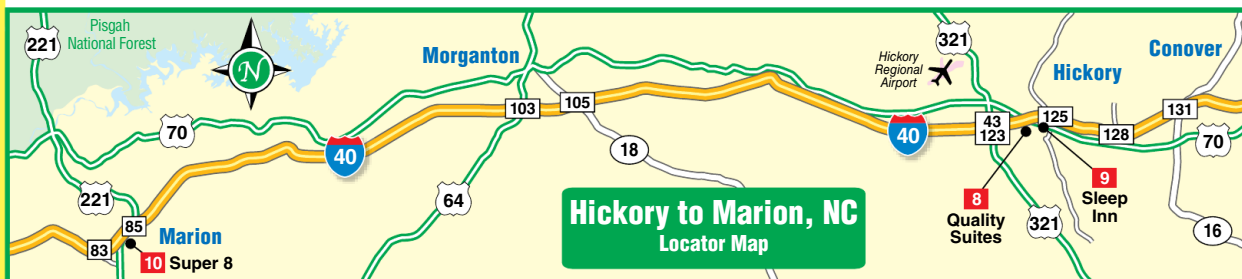 221
Pisgah
National Forest
N
Morganton
321
Hickory
Regional
Airport
Hickory
Conover
70
40
103
105
18
40
43
123
125
128
131
70
221
85
83
Marion
10 Super 8
64
Hickory to Marion, NC
Locator Map
8
Quality
Suites
321
9
Sleep
Inn
16